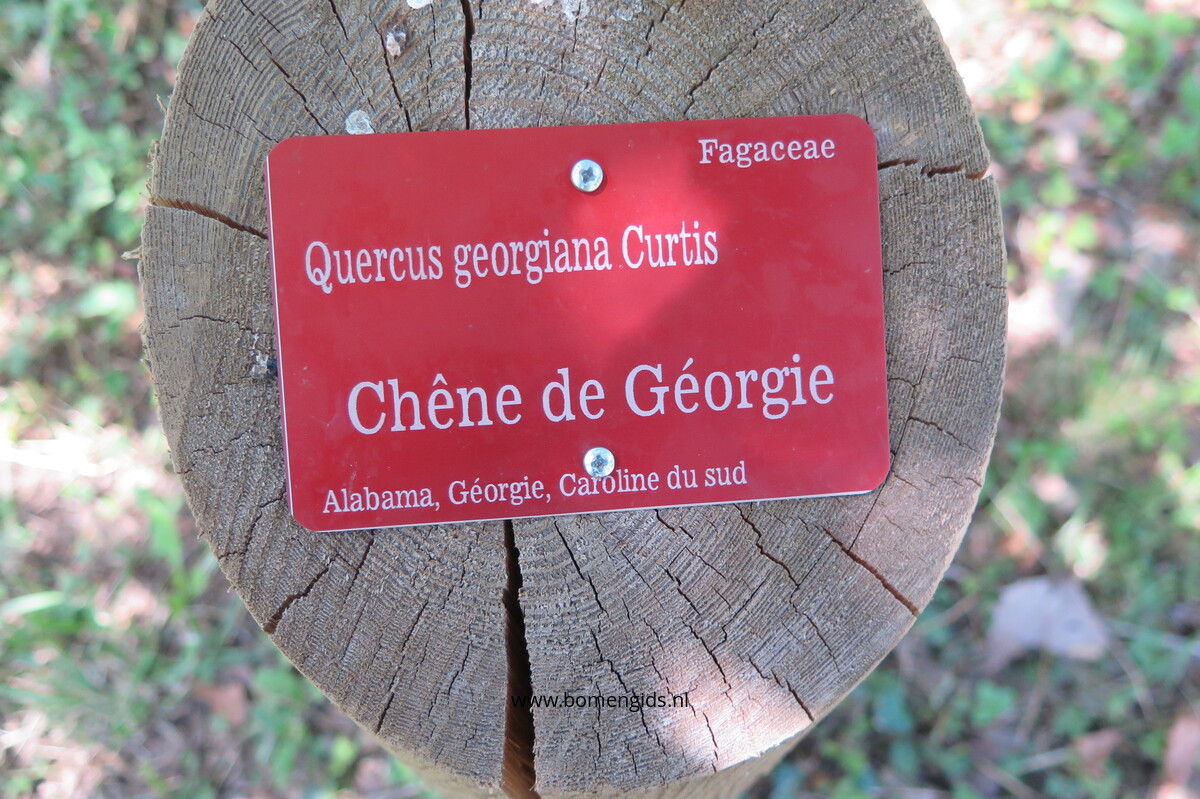 Fagaceae
Quercus georgiana Curtis
Chêne de Géorgie
Alabama, Géorgie, Caroline du sud
www.bomengids.nl